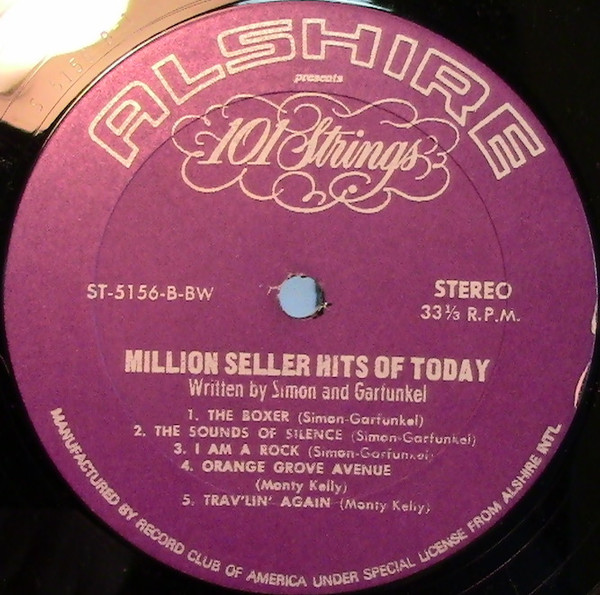 ALSHIRE
presents
101 Strings
ST-5156-B-BW
STEREO
33⅓ R.P.M.
MILLION SELLER HITS OF TODAY
Written by Simon and Garfunkel
1. THE BOXER (Simon-Garfunkel)
2. THE SOUNDS OF SILENCE (Simon-Garfunkel)
3. I AM A ROCK (Simon-Garfunkel)
4. ORANGE GROVE AVENUE
(Monty Kelly)
5. TRAV'LIN' AGAIN (Monty Kelly)
MANUFACTURED BY RECORD CLUB OF AMERICA UNDER SPECIAL LICENSE FROM ALSHIRE INTL